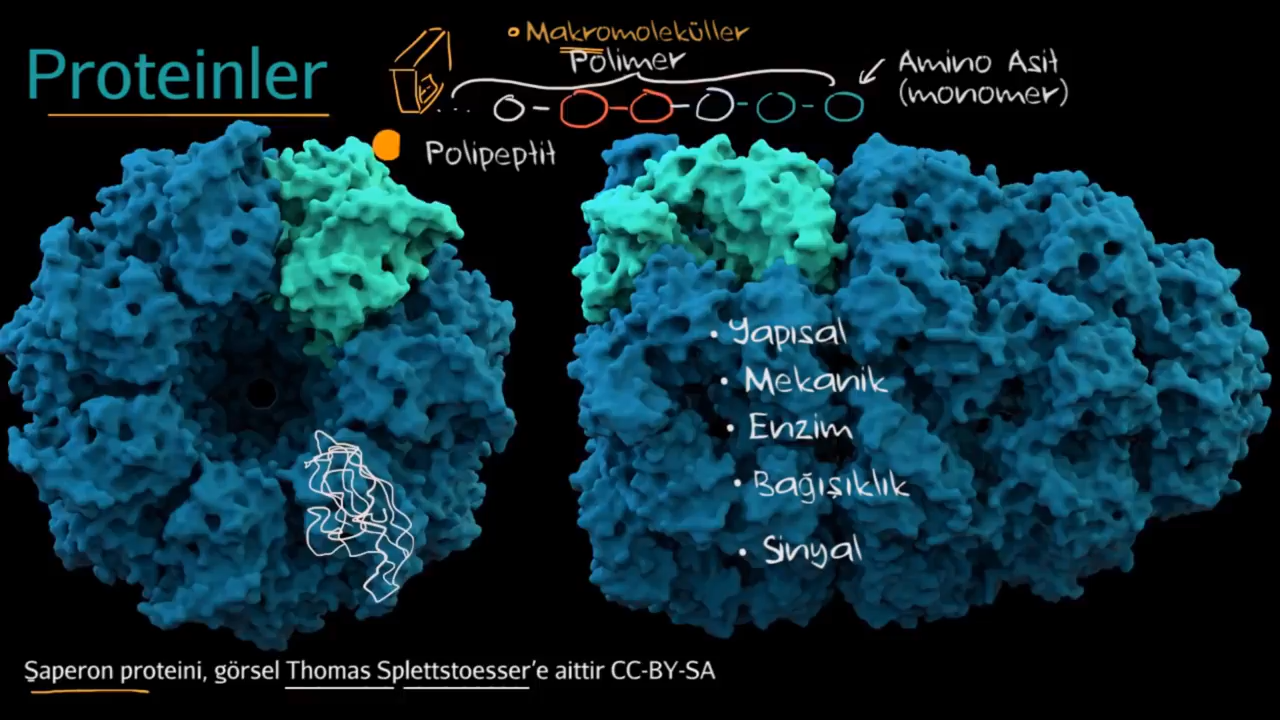 Proteinler
• Makromoleküller
Polimer
Amino Asit
(monomer)
Polipeptit
• Yapısal
• Mekanik
• Enzim
• Bağışıklık
• Sinyal
Şaperon proteini, görsel Thomas Splettstoesser'e aittir CC-BY-SA